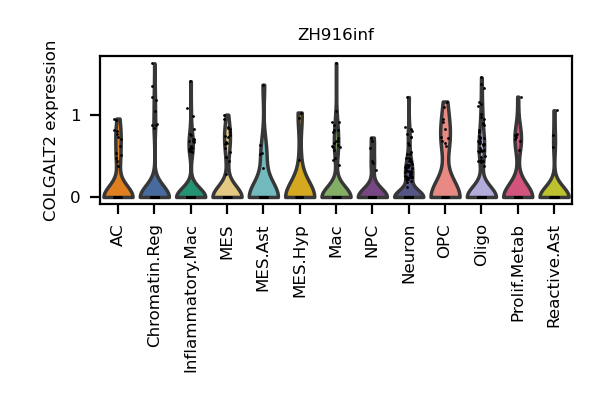 ZH916inf
COLGALT2 expression
1
0
AC
Chromatin.Reg
Inflammatory.Mac
MES
MES.Ast
MES.Hyp
Mac
NPC
Neuron
OPC
Oligo
Prolif.Metab
Reactive.Ast